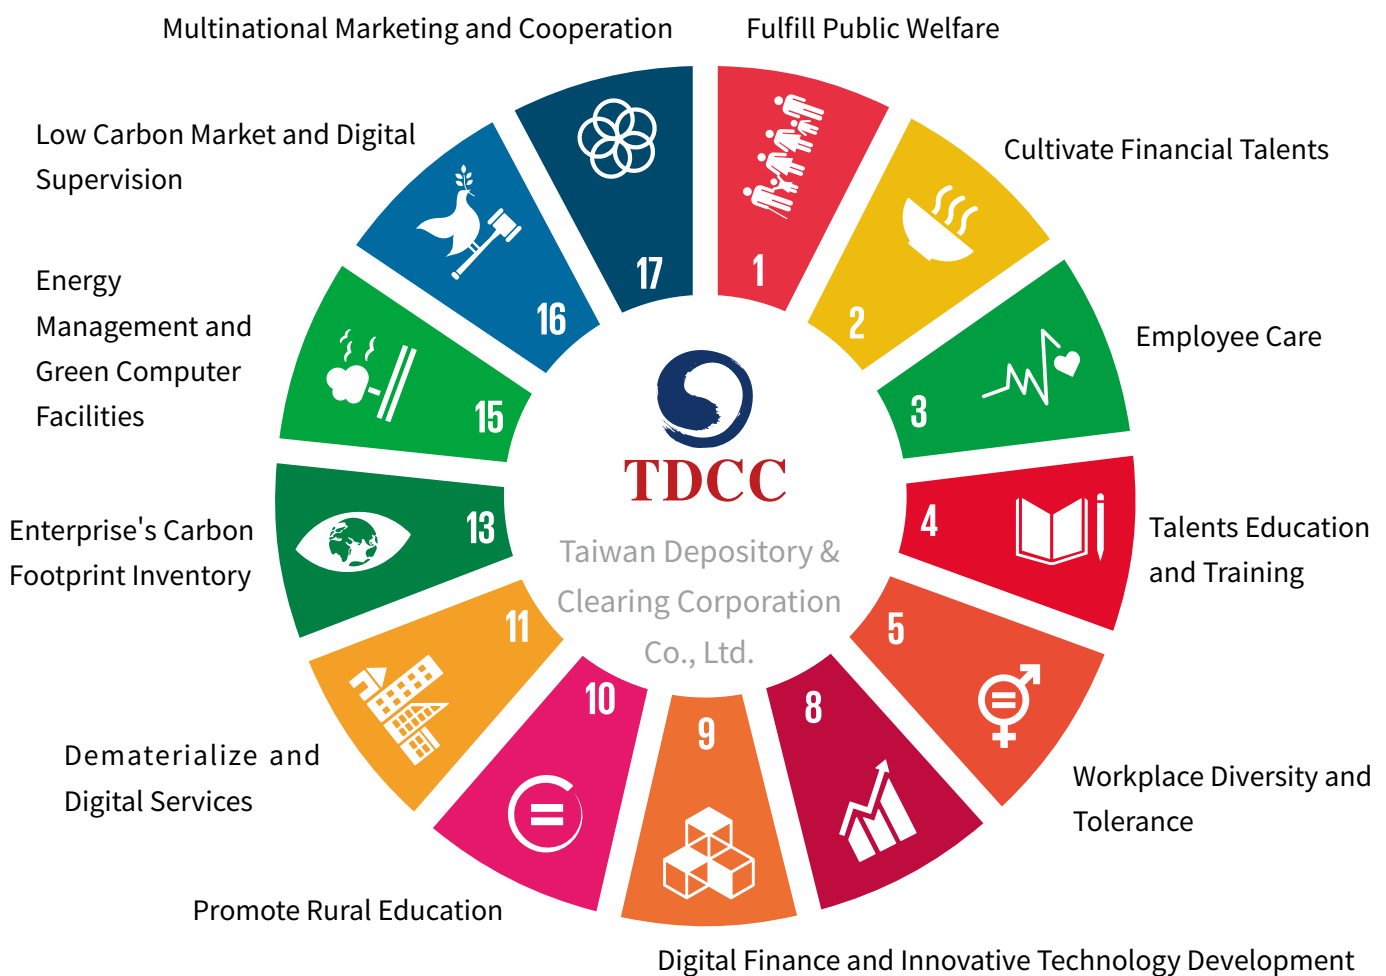 Multinational Marketing and Cooperation
Fulfill Public Welfare
Low Carbon Market and Digital
Supervision
Cultivate Financial Talents
Energy
Management and
Green Computer
Facilities
Employee Care
Enterprise's Carbon
Footprint Inventory
Talents Education
and Training
Dematerialize and
Digital Services
Workplace Diversity and
Tolerance
Promote Rural Education
Digital Finance and Innovative Technology Development
1
2
3
4
5
8
9
10
11
13
15
16
17
TDCC
Taiwan Depository &
Clearing Corporation
Co., Ltd.